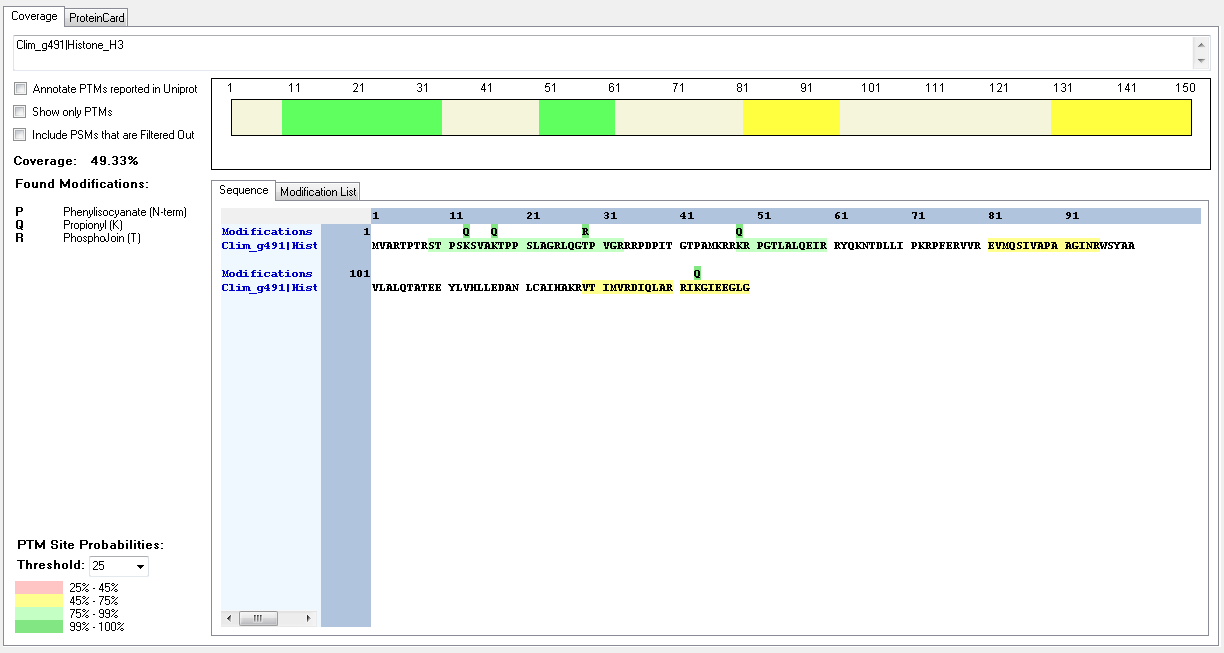 Coverage ProteinCard
Clim_g491|Histone_H3
Annotate PTMs reported in Uniprot
Show only PTMs
Include PSMs that are Filtered Out
Coverage: 49.33%
Found Modifications:
P Phenylisocyanate (N-term)
Q Propionyl (K)
R PhosphoJoin (T)
1 11 21 31 41 51 61 71 81 91 101 111 121 131 141 150
Sequence Modification List
1 11 21 31 41 51 61 71 81 91
Modifications 1 Q Q R Q
Clim_g491|Hist MVARTPTRST PSKSVAKTPP SLAGRLQGTP VGRRRPDPIT GTPAMKRRKR PGTLALQEIR RYQKNTDLLI PKRPFERVVR EVMQSIVAPA AGINRWSYAA
Modifications 101 Q
Clim_g491|Hist VLALQTATEE YLVHLLEDAN LCAIHAKRVT IMVRDIQLAR RIKGIEEGLG
PTM Site Probabilities:
Threshold: 25
25% - 45%
45% - 75%
75% - 99%
99% - 100%